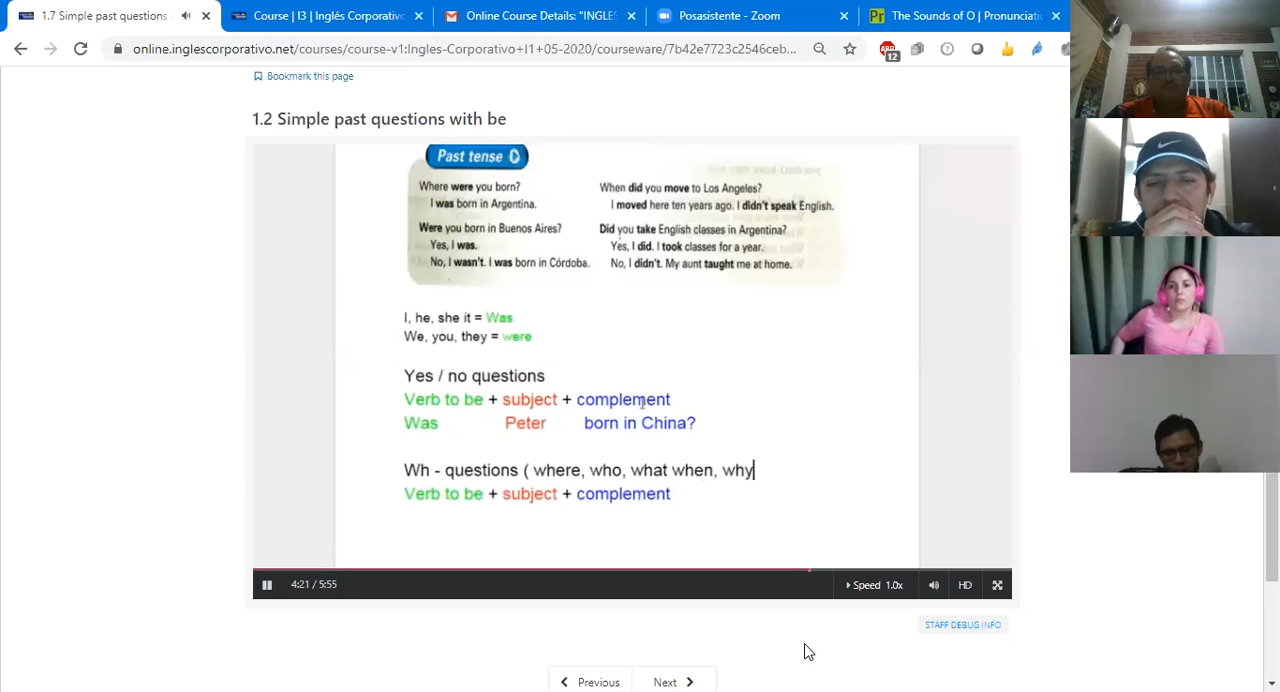 1.7 Simple past questions
Course | I3 | Inglés Corporativo
Online Course Details: "INGLES
Posasistente - Zoom
The Sounds of O | Pronunciatio
online.inglescorporativo.net/courses/course-v1:Ingles-Corporativo+I1+05-2020/courseware/7b42e7723c2546ceb...
12
Bookmark this page
1.2 Simple past questions with be
Past tense
Where were you born?
I was born in Argentina.
Were you born in Buenos Aires?
Yes, I was.
No, I wasn't. I was born in Córdoba.
When did you move to Los Angeles?
I moved here ten years ago. I didn't speak English.
Did you take English classes in Argentina?
Yes, I did. I took classes for a year.
No, I didn't. My aunt taught me at home.
I, he, she it = Was
We, you, they = were
Yes / no questions
Verb to be + subject + complement
Was Peter born in China?
Wh - questions ( where, who, what when, why
Verb to be + subject + complement
4:21 / 5:55
Speed 1.0x
HD
STAFF DEBUG INFO
Previous
Next